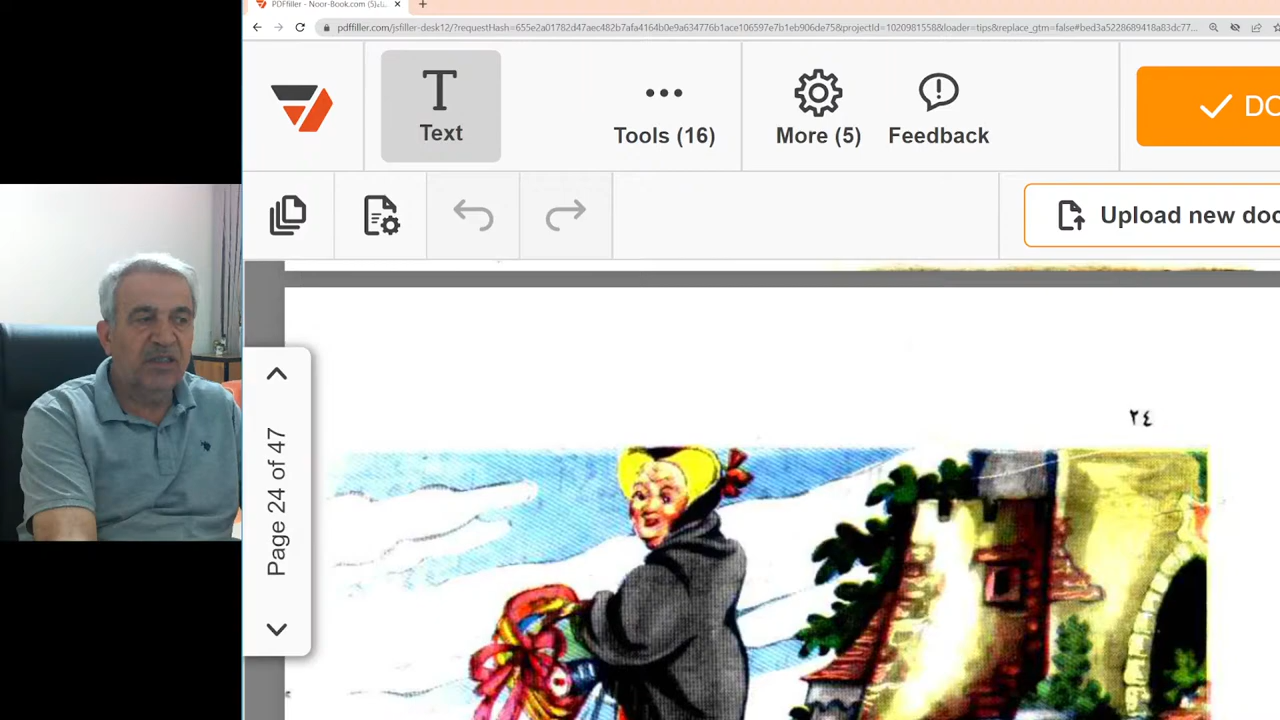 PDFfiller - Noor-Book.com (5)
pdffiller.com/jsfiller-desk12/?requestHash=655e2a01782d47aec482b7afa4164b0e9a634776b1ace106597e7b1eb906de75&projectId=1020981558&loader=tips&replace_gtm=false#bed3a5228689418a83dc77...
Text
Tools (16)
More (5)
Feedback
DO
Upload new doc
Page 24 of 47
٢٤